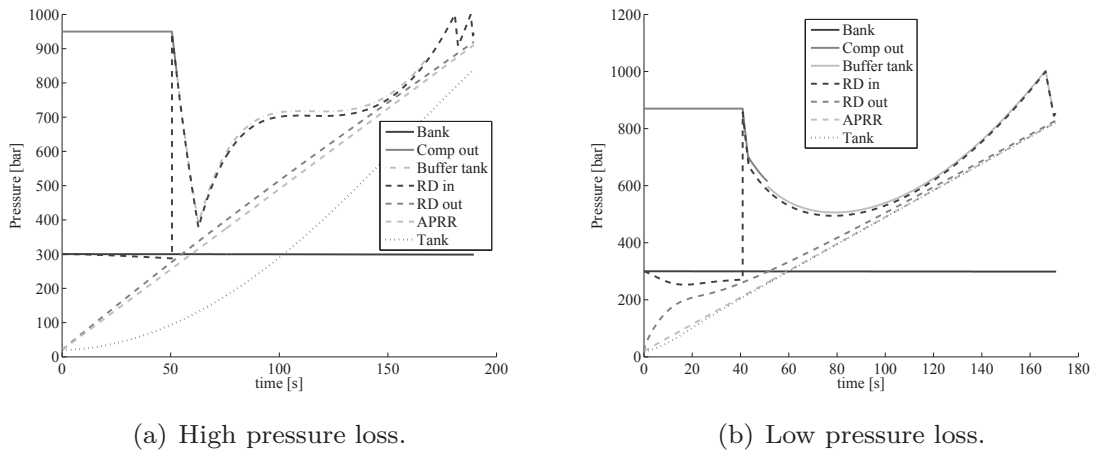 1000
900
800
700
600
500
400
300
200
100
0
Pressure [bar]
0 50 100 150 200
time [s]
Bank
Comp out
Buffer tank
RD in
RD out
APRR
Tank
(a) High pressure loss.
1200
1000
800
600
400
200
0
Pressure [bar]
0 20 40 60 80 100 120 140 160 180
time [s]
Bank
Comp out
Buffer tank
RD in
RD out
APRR
Tank
(b) Low pressure loss.